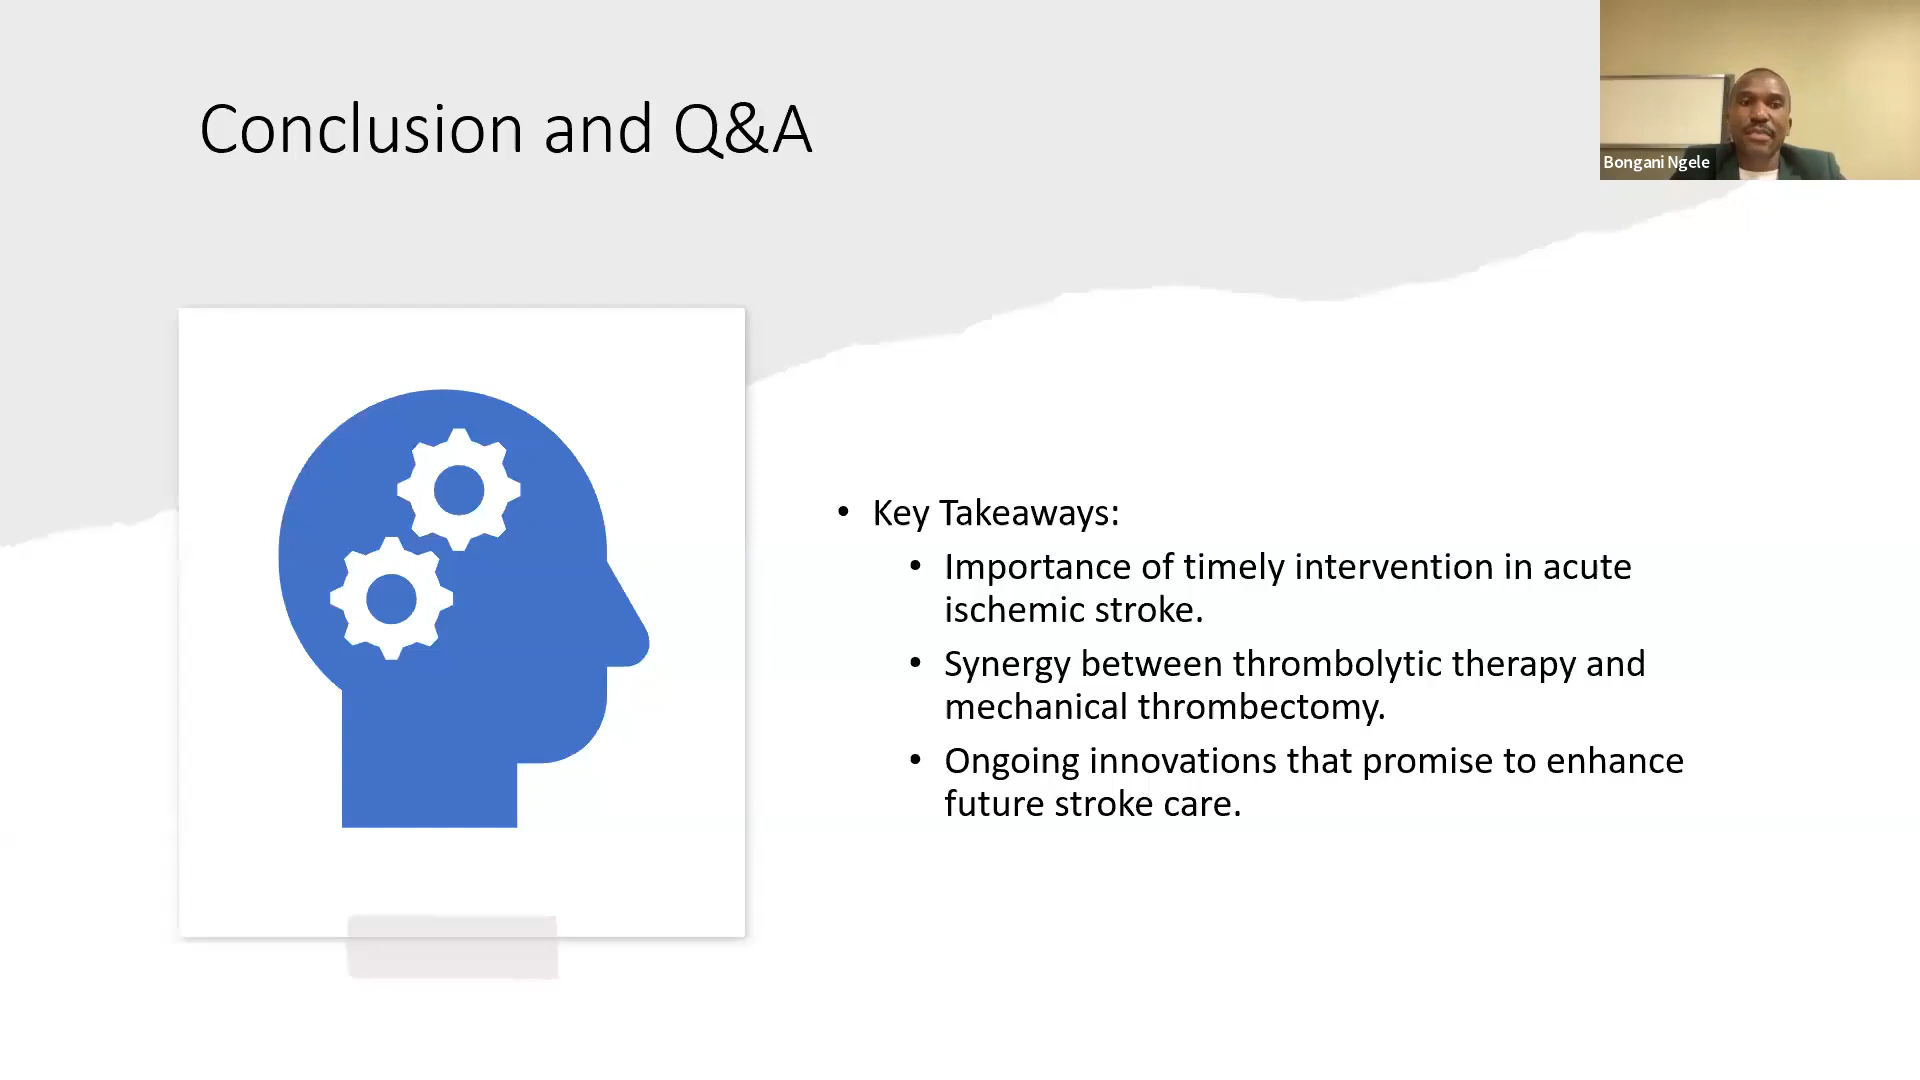 Conclusion and Q&A
Bongani Ngele
• Key Takeaways:
• Importance of timely intervention in acute
ischemic stroke.
• Synergy between thrombolytic therapy and
mechanical thrombectomy.
• Ongoing innovations that promise to enhance
future stroke care.